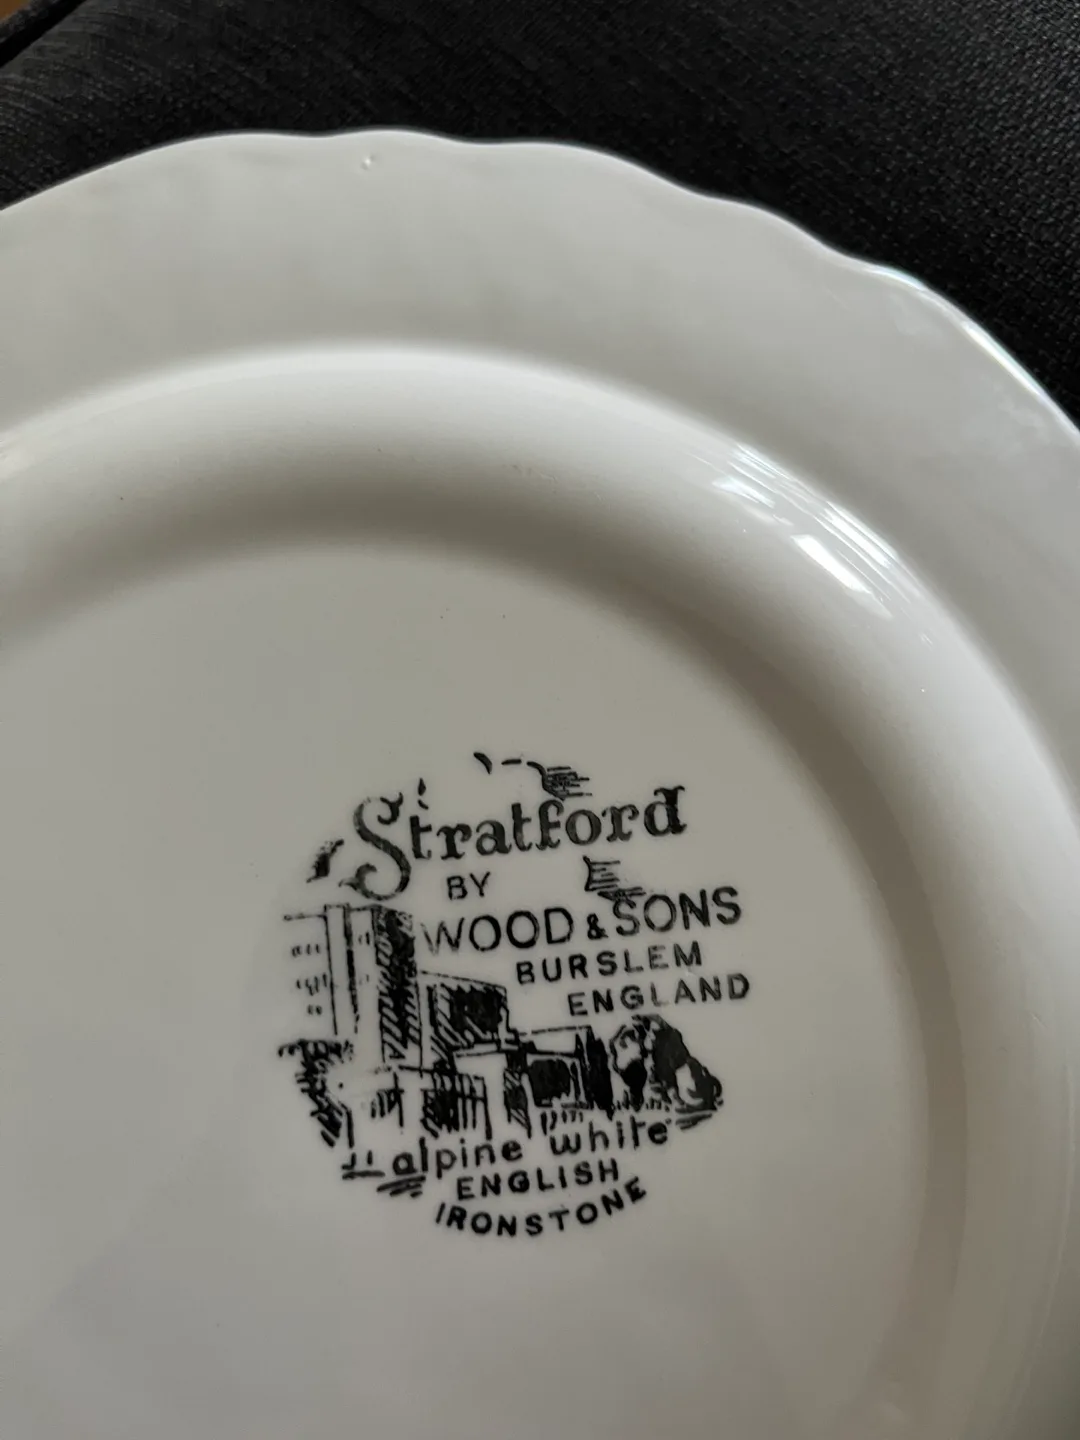 Stratford
BY
WOOD & SONS
BURSLEM
ENGLAND
alpine white
ENGLISH
IRONSTONE